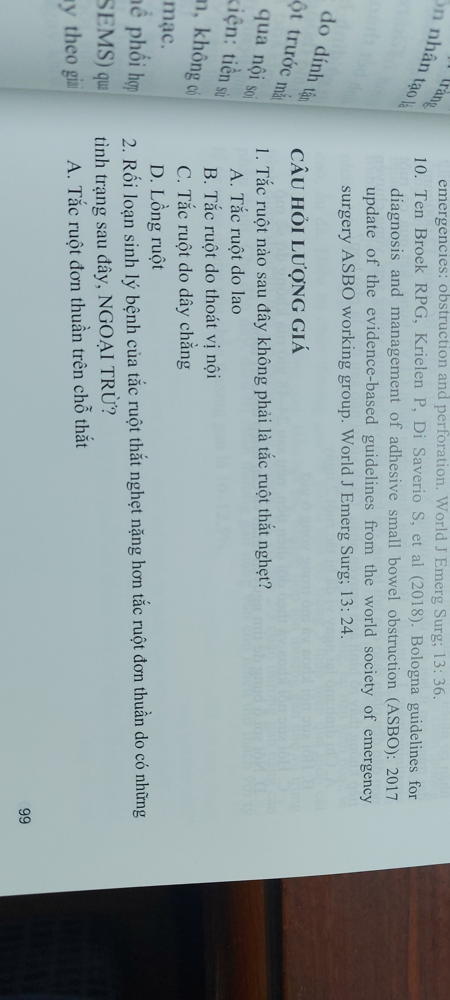 ôn nhân tạo là
do dính tận
ột trước mắt
qua nội soi
kiện: tiền sử
n, không có
mạc.
hể phối hợp
SEMS) qua
ày theo giai
emergencies: obstruction and perforation. World J Emerg Surg; 13: 36.
10. Ten Broek RPG, Krielen P, Di Saverio S, et al (2018). Bologna guidelines for
diagnosis and management of adhesive small bowel obstruction (ASBO): 2017
update of the evidence-based guidelines from the world society of emergency
surgery ASBO working group. World J Emerg Surg; 13: 24.
CÂU HỎI LƯỢNG GIÁ
1. Tắc ruột nào sau đây không phải là tắc ruột thắt nghẹt?
A. Tắc ruột do lao
B. Tắc ruột do thoát vị nội
C. Tắc ruột do dây chằng
D. Lồng ruột
2. Rối loạn sinh lý bệnh của tắc ruột thắt nghẹt nặng hơn tắc ruột đơn thuần do có những
tình trạng sau đây, NGOẠI TRỪ?
A. Tắc ruột đơn thuần trên chỗ thắt
99